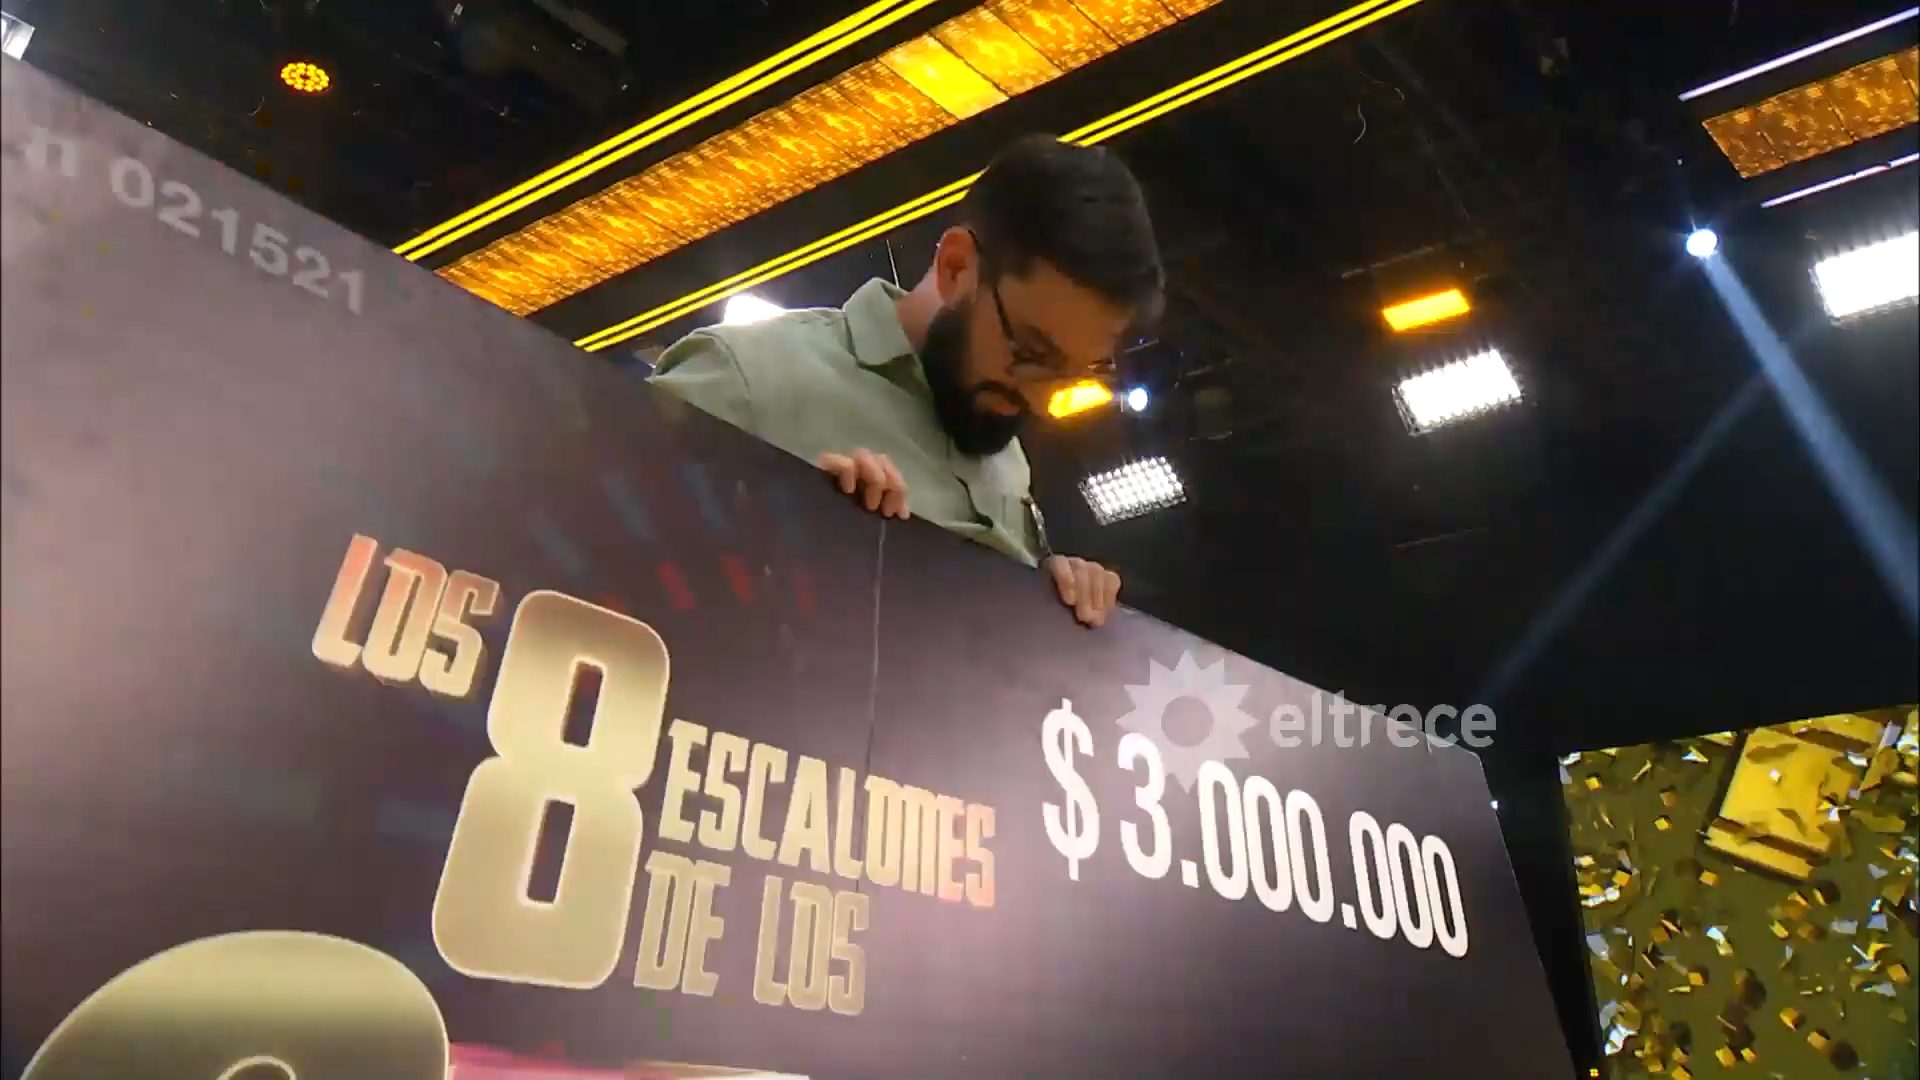 n 021521
LOS
8
ESCALONES
DE LOS
$3.000.000
eltrece